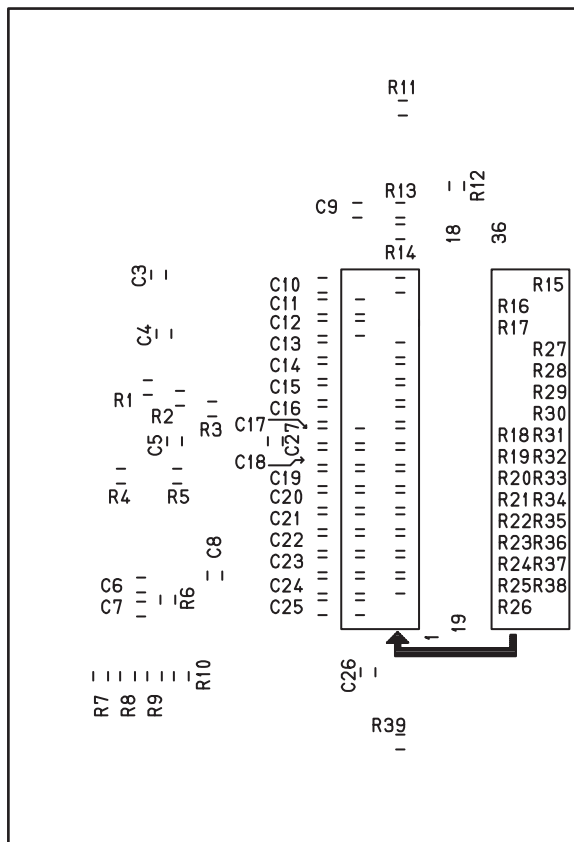 R11
R13
R12
C9
18
36
R14
C3
C10
R15
C11
R16
C12
R17
C4
C13
R27
C14
R28
C15
R29
R1
R2
C16
R30
R3
C17
C27
R18R31
C5
C18
R19R32
R4
R5
C19
R20R33
C20
R21R34
C21
R22R35
C22
R23R36
C8
C23
R24R37
C6
C24
R25R38
C7
R6
C25
R26
1
19
R7
R8
R9
R10
C26
R39